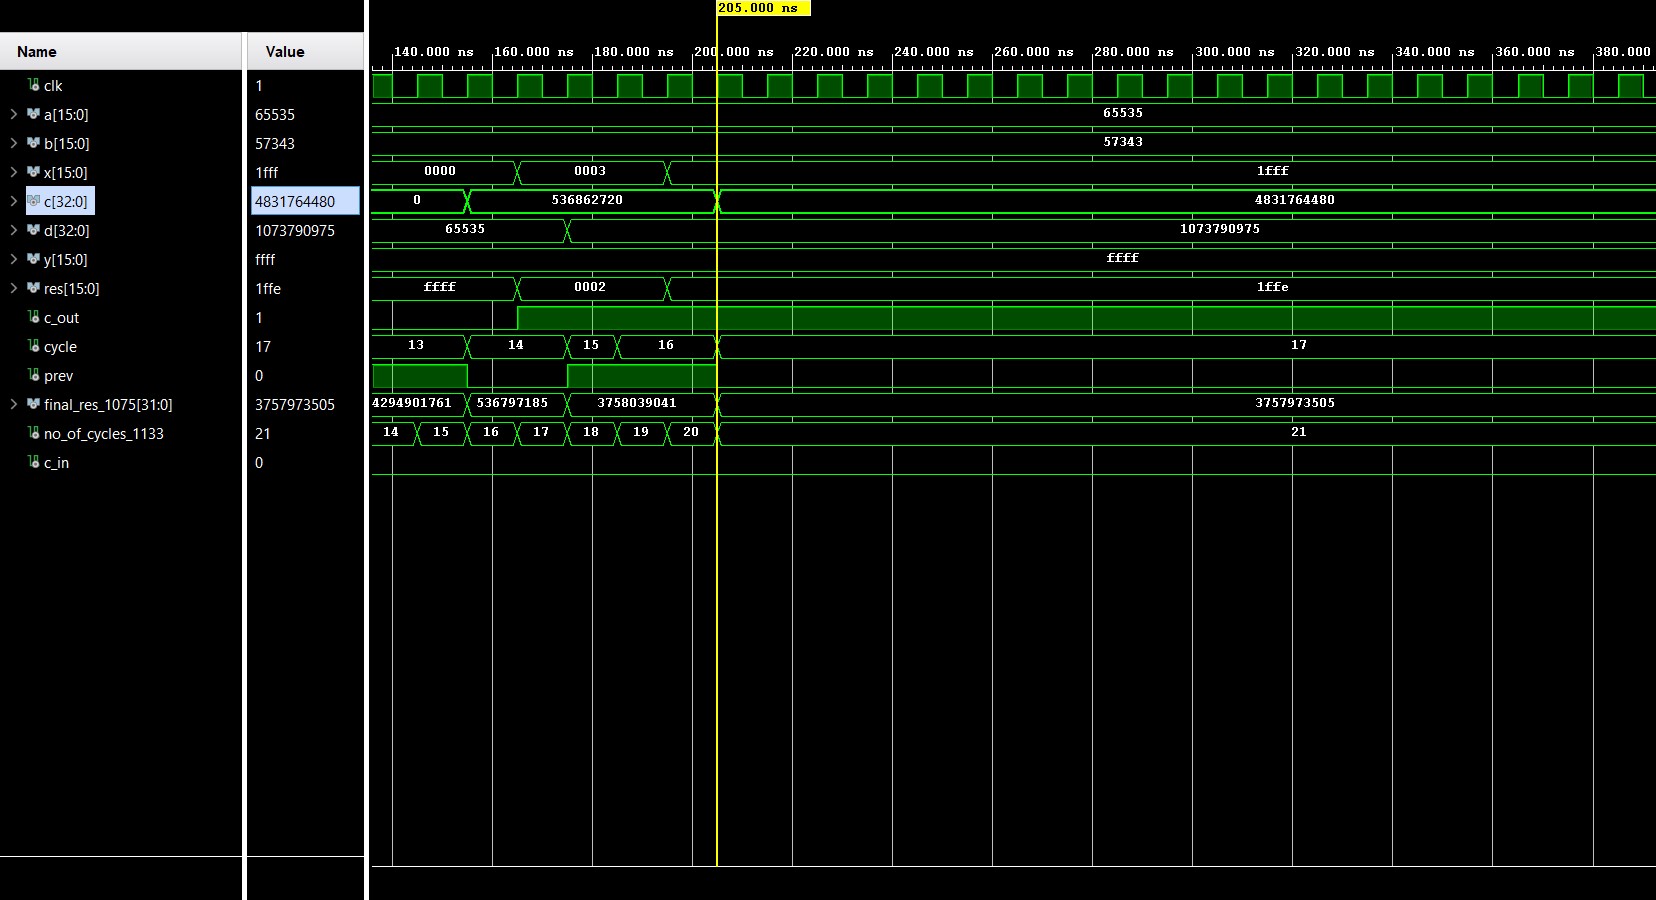 205.000 ns
Name Value
140.000 ns 160.000 ns 180.000 ns 200.000 ns 220.000 ns 240.000 ns 260.000 ns 280.000 ns 300.000 ns 320.000 ns 340.000 ns 360.000 ns 380.000
clk 1
a[15:0] 65535 65535
b[15:0] 57343 57343
x[15:0] 1fff 0000 0003 1fff
c[32:0] 4831764480 0 536862720 4831764480
d[32:0] 1073790975 65535 1073790975
y[15:0] ffff ffff
res[15:0] 1ffe ffff 0002 1ffe
c_out 1
cycle 17 13 14 15 16 17
prev 0
final_res_1075[31:0] 3757973505 4294901761 536797185 3758039041 3757973505
no_of_cycles_1133 21 14 15 16 17 18 19 20 21
c_in 0